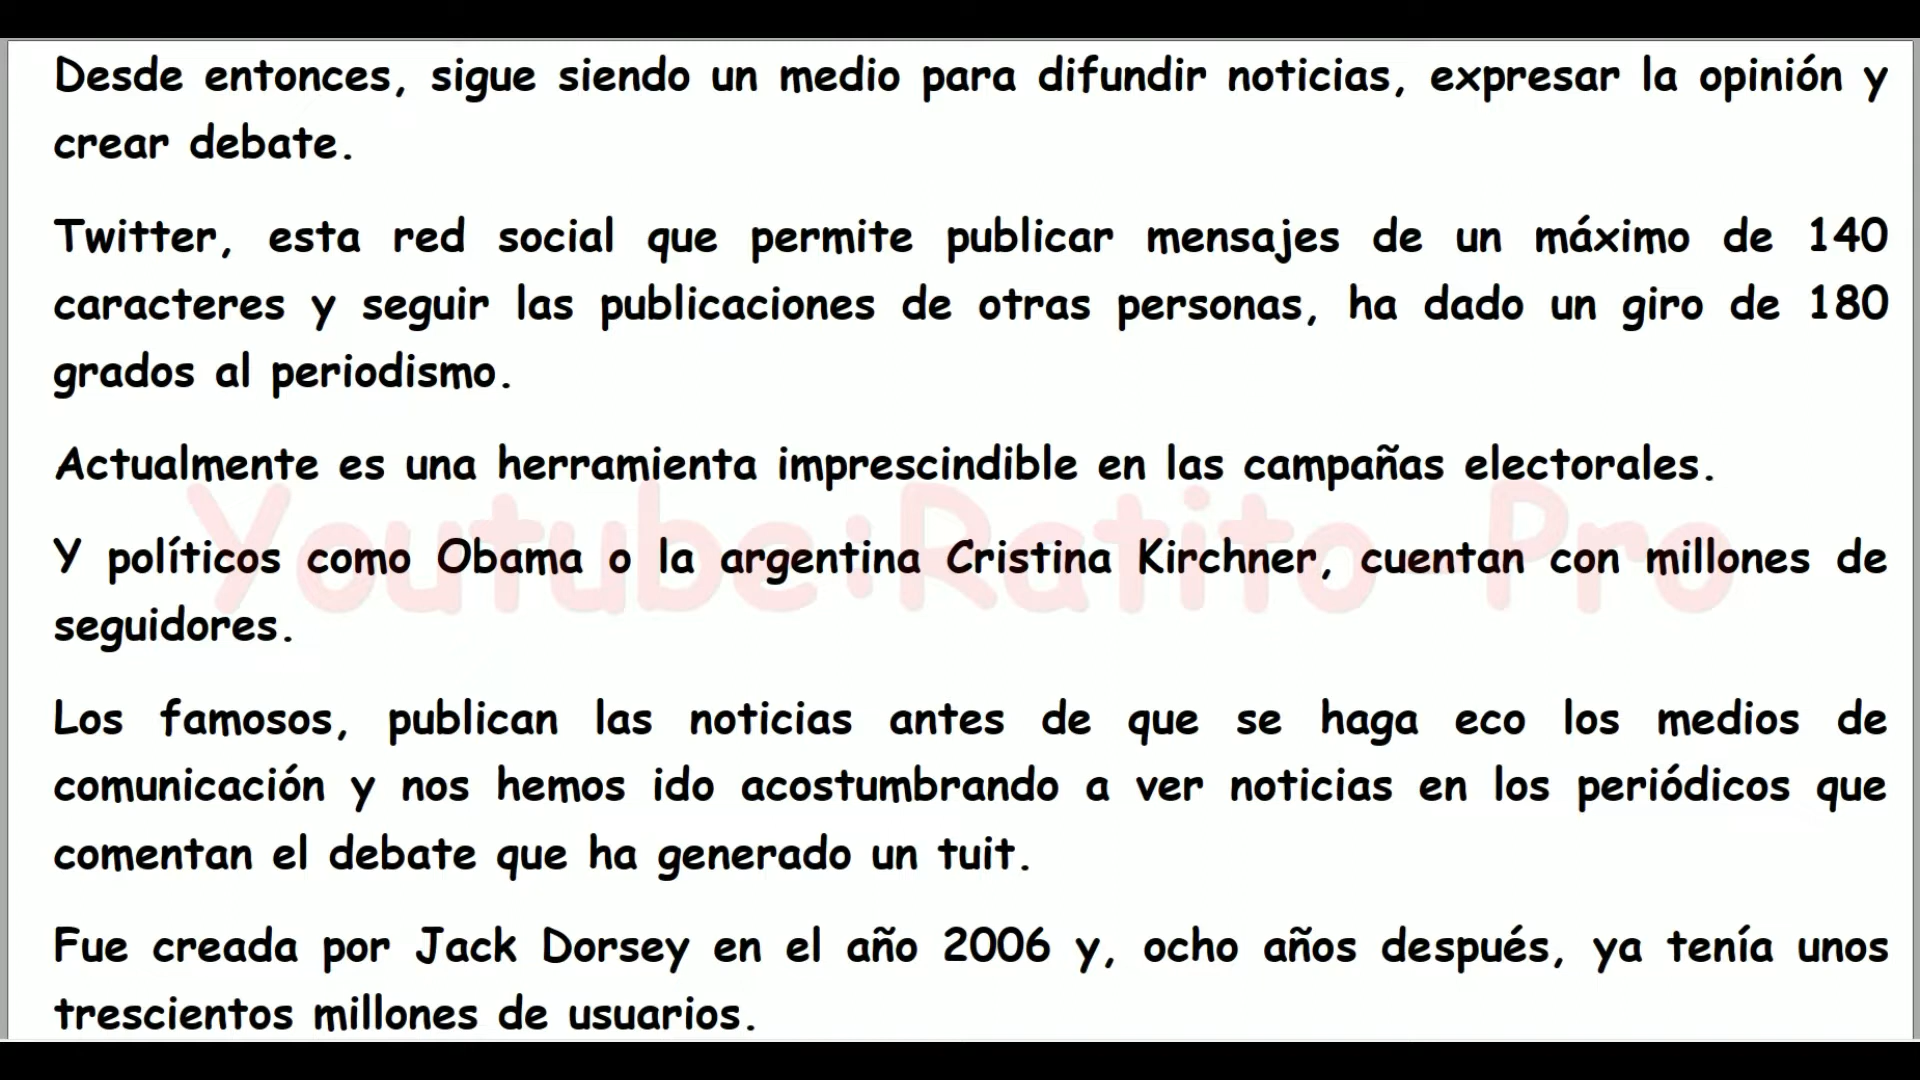 Desde entonces, sigue siendo un medio para difundir noticias, expresar la opinión y
crear debate.
Twitter, esta red social que permite publicar mensajes de un máximo de 140
caracteres y seguir las publicaciones de otras personas, ha dado un giro de 180
grados al periodismo.
Actualmente es una herramienta imprescindible en las campañas electorales.
Youtube:Ratito Pro
Y políticos como Obama o la argentina Cristina Kirchner, cuentan con millones de
seguidores.
Los famosos, publican las noticias antes de que se haga eco los medios de
comunicación y nos hemos ido acostumbrando a ver noticias en los periódicos que
comentan el debate que ha generado un tuit.
Fue creada por Jack Dorsey en el año 2006 y, ocho años después, ya tenía unos
trescientos millones de usuarios.